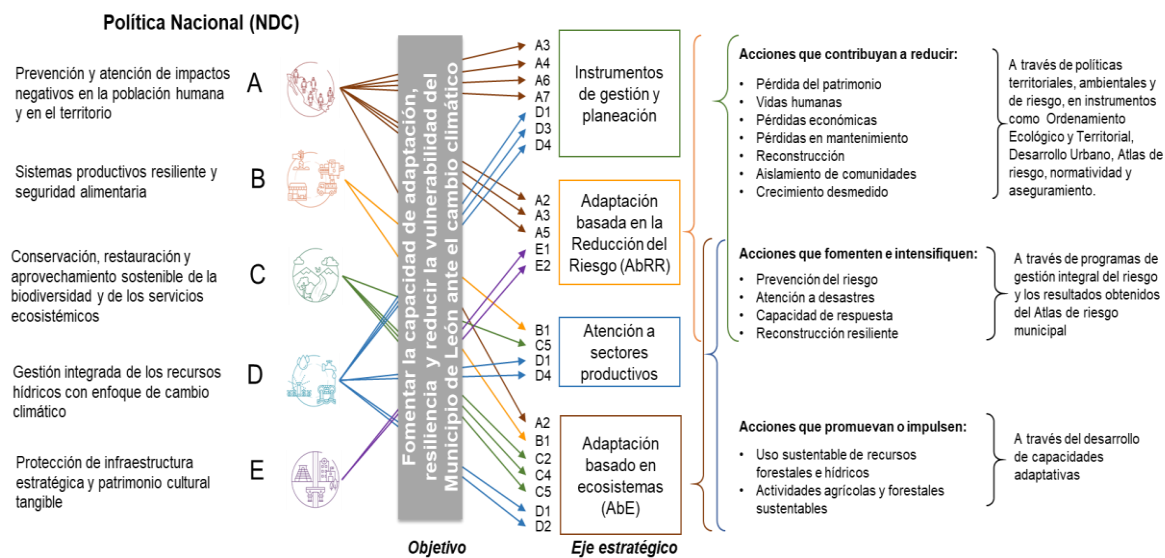 Política Nacional (NDC)
Prevención y atención de impactos
negativos en la población humana
y en el territorio
A
Sistemas productivos resiliente y
seguridad alimentaria
B
Conservación, restauración y
aprovechamiento sostenible de la
biodiversidad y de los servicios
ecosistémicos
C
Gestión integrada de los recursos
hídricos con enfoque de cambio
climático
D
Protección de infraestructura
estratégica y patrimonio cultural
tangible
E
Fomentar la capacidad de adaptación,
resiliencia y reducir la vulnerabilidad del
Municipio de León ante el cambio climático
Objetivo
A3
A4
A6
A7
D1
D3
D4
Instrumentos
de gestión y
planeación
A2
A3
A5
E1
E2
Adaptación
basada en la
Reducción del
Riesgo (AbRR)
B1
C5
D1
D4
Atención a
sectores
productivos
A2
B1
C2
C4
C5
D1
D2
Adaptación
basado en
ecosistemas
(AbE)
Eje estratégico
Acciones que contribuyan a reducir:
• Pérdida del patrimonio
• Vidas humanas
• Pérdidas económicas
• Pérdidas en mantenimiento
• Reconstrucción
• Aislamiento de comunidades
• Crecimiento desmedido
A través de políticas
territoriales, ambientales y
de riesgo, en instrumentos
como Ordenamiento
Ecológico y Territorial,
Desarrollo Urbano, Atlas de
riesgo, normatividad y
aseguramiento.
Acciones que fomenten e intensifiquen:
• Prevención del riesgo
• Atención a desastres
• Capacidad de respuesta
• Reconstrucción resiliente
A través de programas de
gestión integral del riesgo
y los resultados obtenidos
del Atlas de riesgo
municipal
Acciones que promuevan o impulsen:
• Uso sustentable de recursos
forestales e hídricos
• Actividades agrícolas y forestales
sustentables
A través del desarrollo
de capacidades
adaptativas